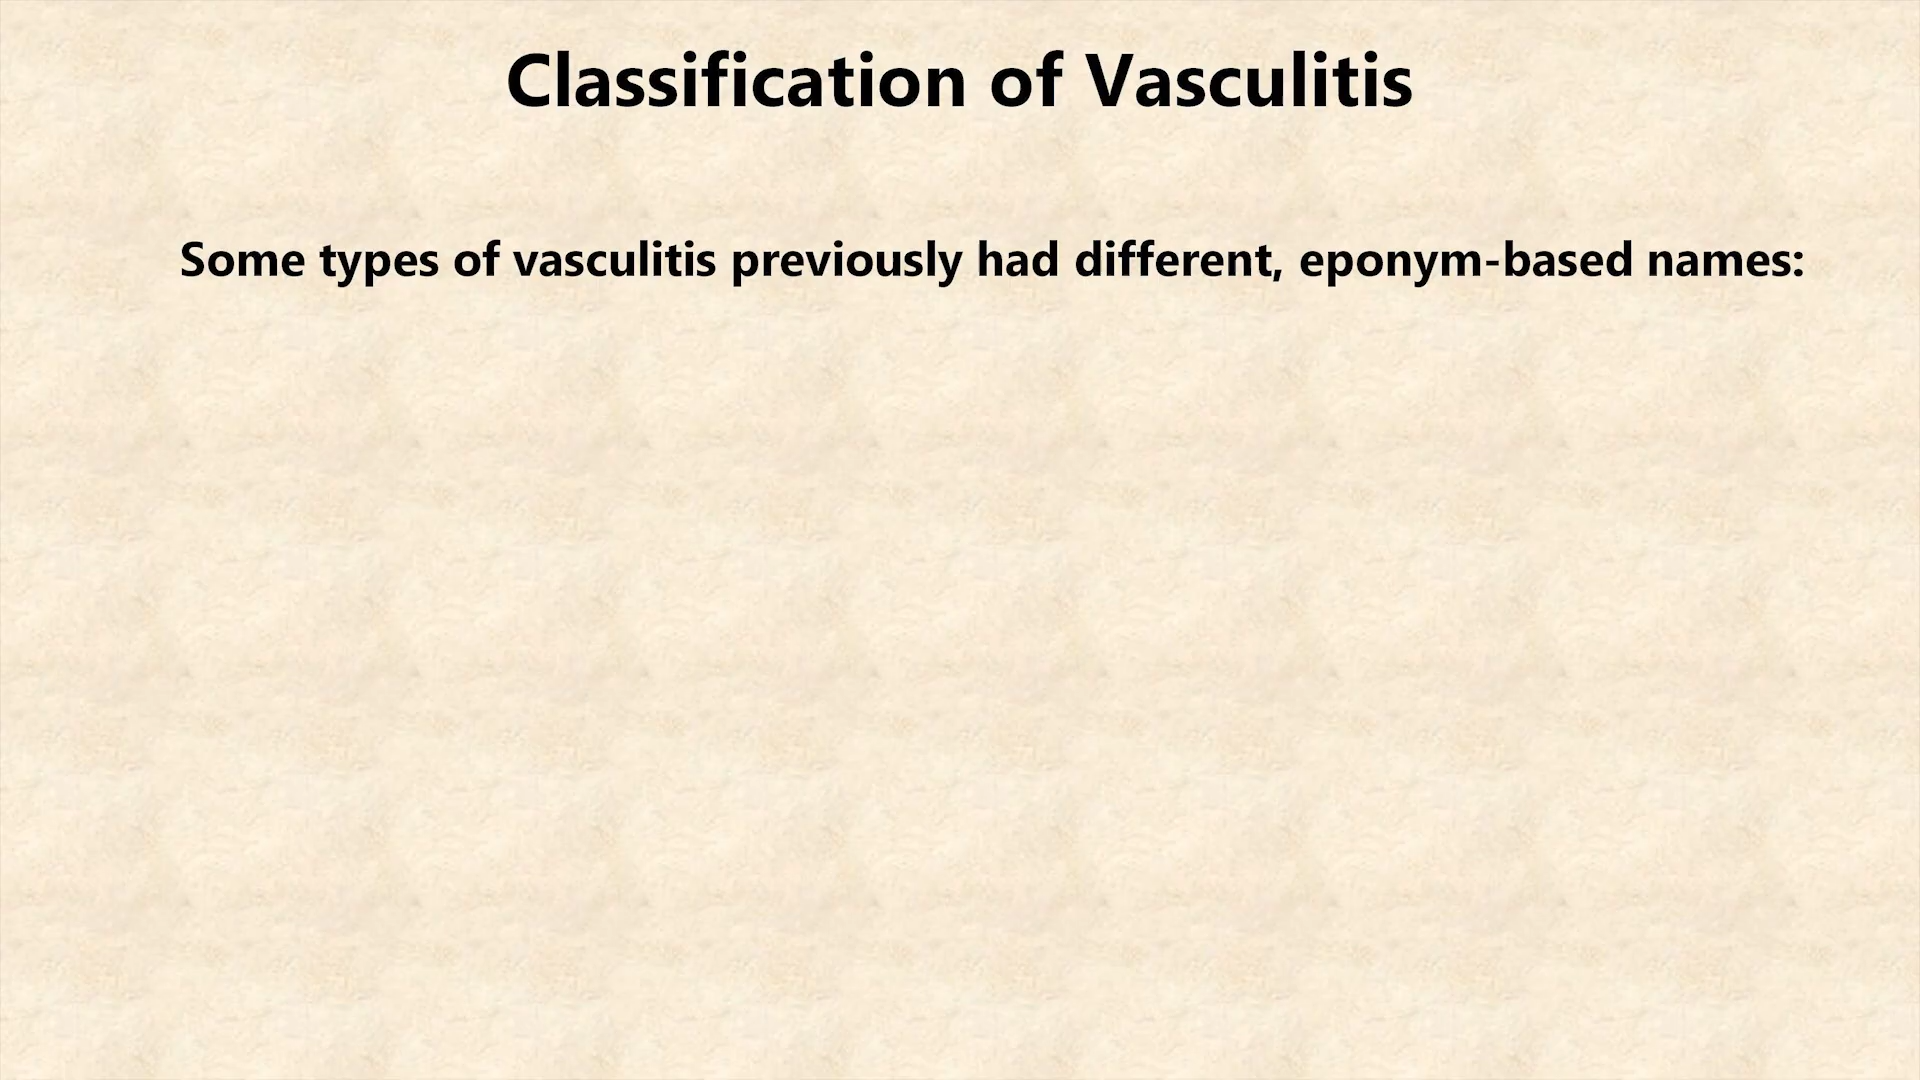 Classification of Vasculitis
Some types of vasculitis previously had different, eponym-based names: